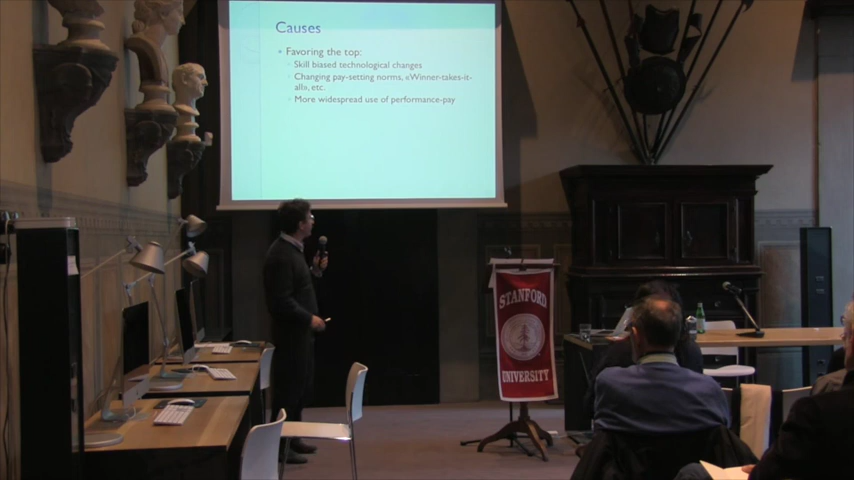 Causes
Favoring the top:
Skill biased technological changes
Changing pay-setting norms, «Winner-takes-it-
all», etc.
More widespread use of performance-pay
STANFORD
UNIVERSITY